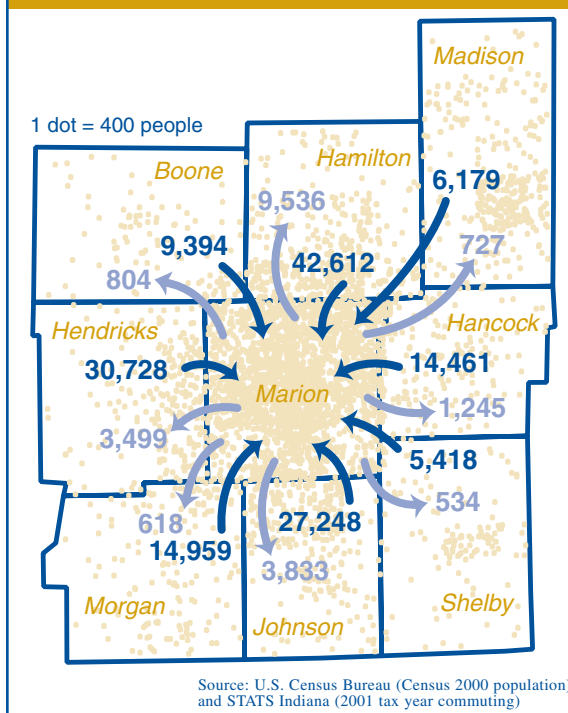 Madison
1 dot = 400 people
Boone
Hamilton
6,179
9,536
9,394
727
42,612
804
Hendricks
Hancock
30,728
14,461
Marion
1,245
3,499
5,418
618
534
14,959
27,248
3,833
Morgan
Johnson
Shelby
Source: U.S. Census Bureau (Census 2000 population)
and STATS Indiana (2001 tax year commuting)